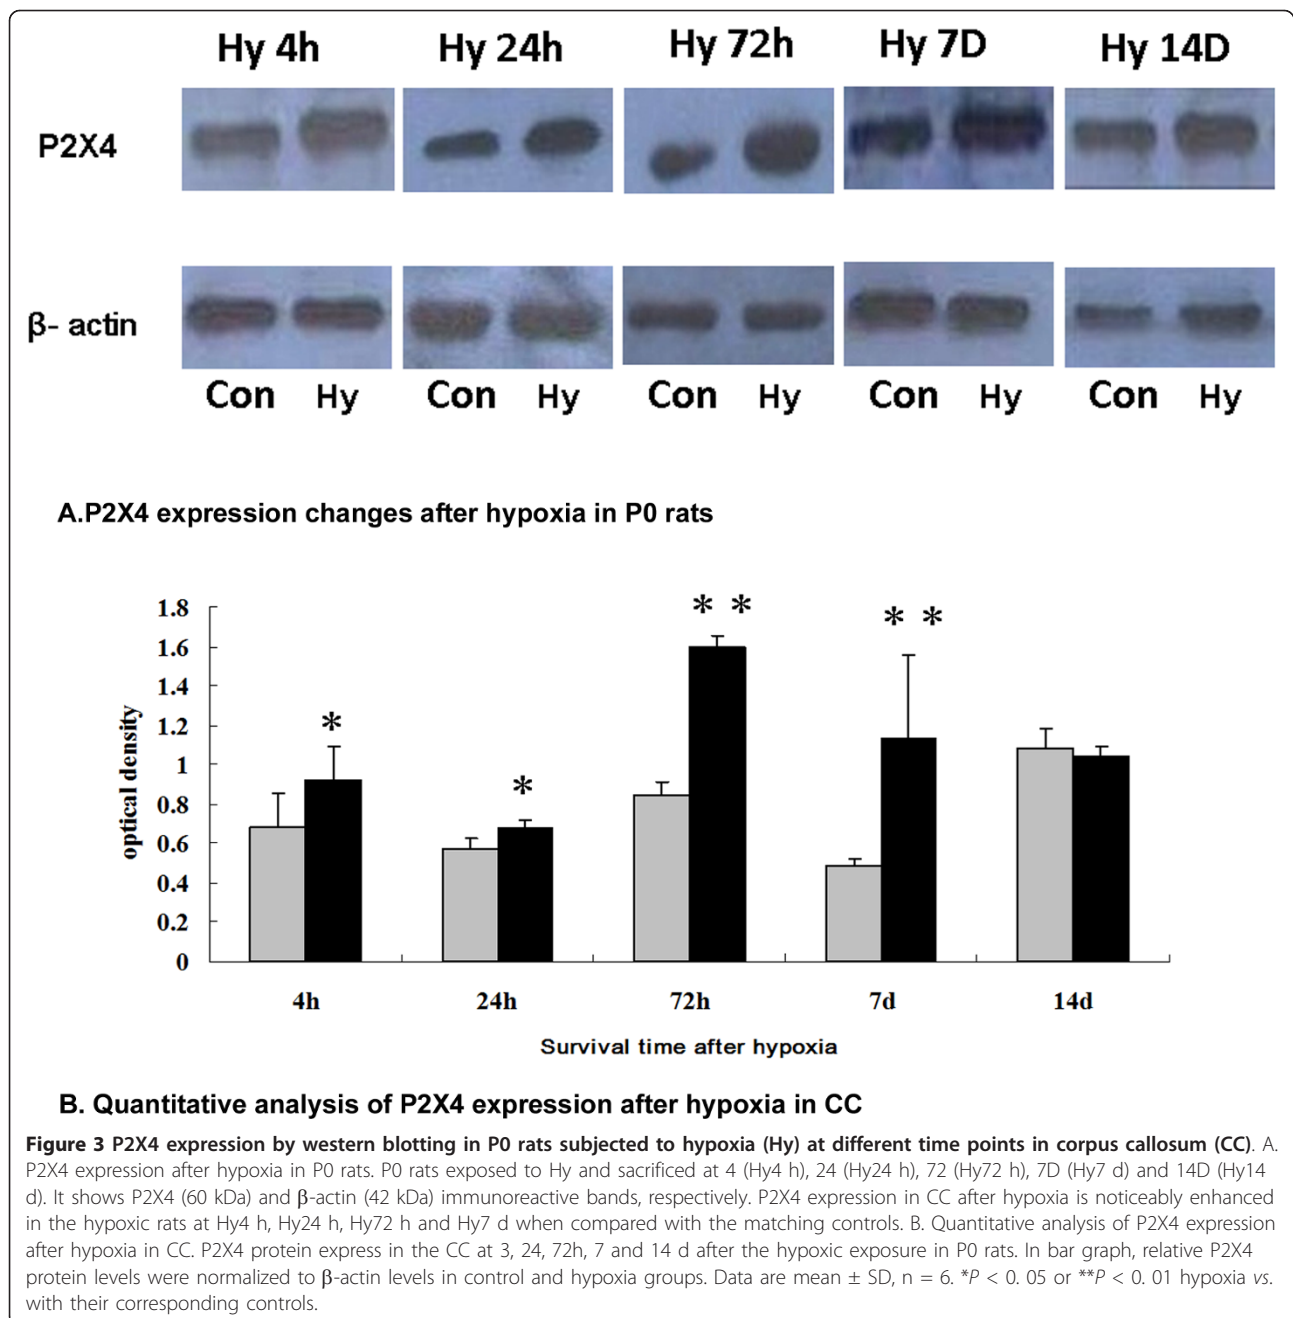 Hy 4h Hy 24h Hy 72h Hy 7D Hy 14D
P2X4
β- actin
Con Hy Con Hy Con Hy Con Hy Con Hy
A.P2X4 expression changes after hypoxia in P0 rats
1.8
1.6
1.4
1.2
1
0.8
0.6
0.4
0.2
0
optical density
*
*
* *
* *
4h 24h 72h 7d 14d
Survival time after hypoxia
B. Quantitative analysis of P2X4 expression after hypoxia in CC
Figure 3 P2X4 expression by western blotting in P0 rats subjected to hypoxia (Hy) at different time points in corpus callosum (CC). A.
P2X4 expression after hypoxia in P0 rats. P0 rats exposed to Hy and sacrificed at 4 (Hy4 h), 24 (Hy24 h), 72 (Hy72 h), 7D (Hy7 d) and 14D (Hy14
d). It shows P2X4 (60 kDa) and β-actin (42 kDa) immunoreactive bands, respectively. P2X4 expression in CC after hypoxia is noticeably enhanced
in the hypoxic rats at Hy4 h, Hy24 h, Hy72 h and Hy7 d when compared with the matching controls. B. Quantitative analysis of P2X4 expression
after hypoxia in CC. P2X4 protein express in the CC at 3, 24, 72h, 7 and 14 d after the hypoxic exposure in P0 rats. In bar graph, relative P2X4
protein levels were normalized to β-actin levels in control and hypoxia groups. Data are mean ± SD, n = 6. *P < 0. 05 or **P < 0. 01 hypoxia vs.
with their corresponding controls.